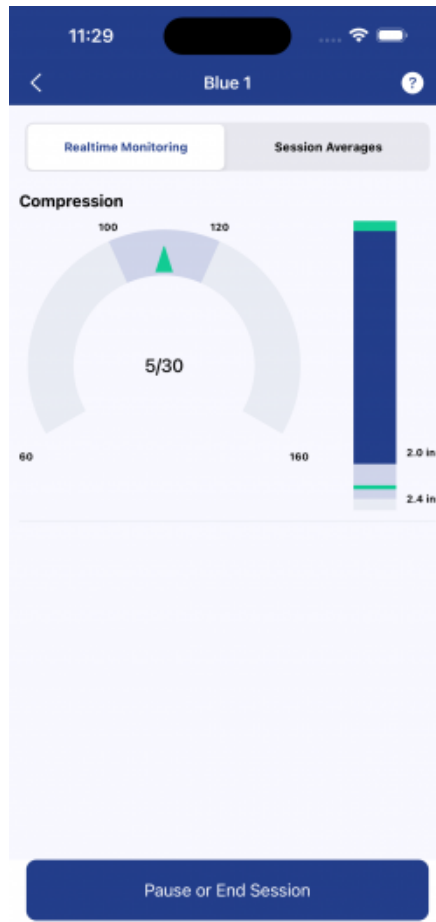 11:29
Blue 1
?
Realtime Monitoring Session Averages
Compression
100 120
5/30
60 160
2.0 in
2.4 in
Pause or End Session